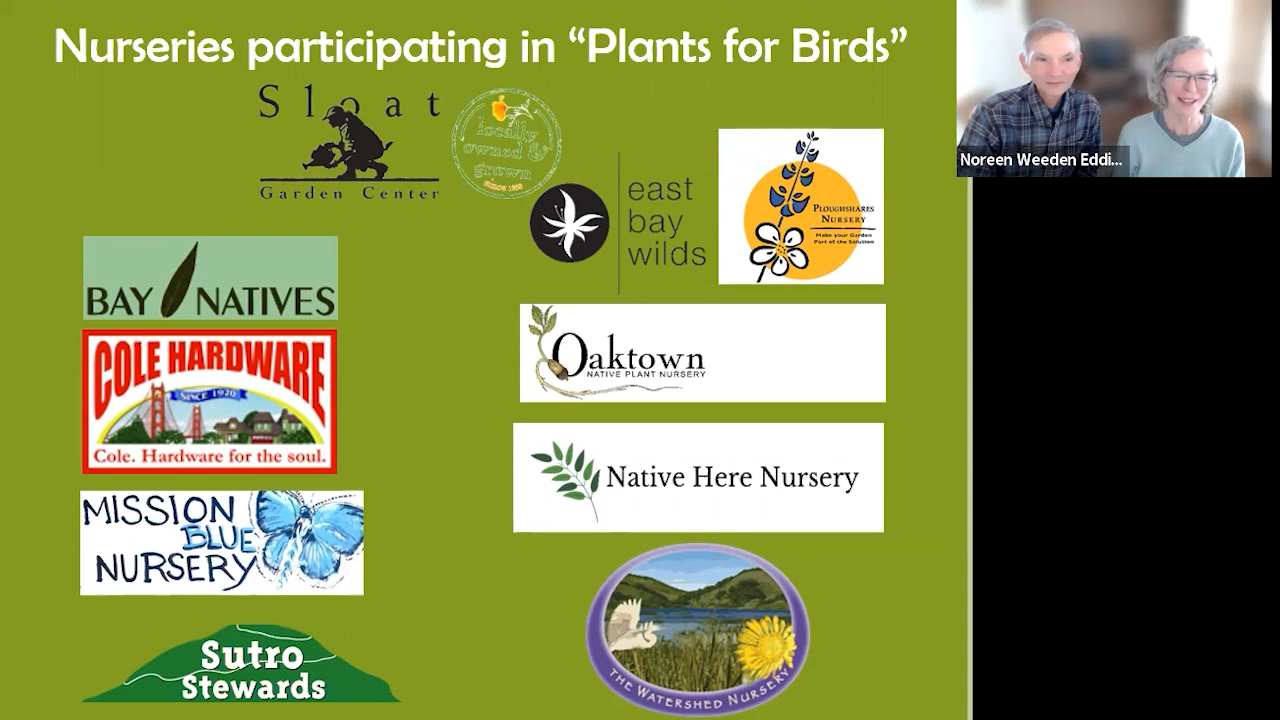 Nurseries participating in “Plants for Birds”
Sloat
Garden Center
locally
owned &
grown
SINCE 1958
east
bay
wilds
PLOUGHSHARES
NURSERY
Make your Garden
Part of the Solution
BAY NATIVES
COLE HARDWARE
SINCE 1920
Cole. Hardware for the soul.
Oaktown
NATIVE PLANT NURSERY
Native Here Nursery
MISSION
BLUE
NURSERY
Sutro
Stewards
THE WATERSHED NURSERY
Noreen Weeden Eddi...